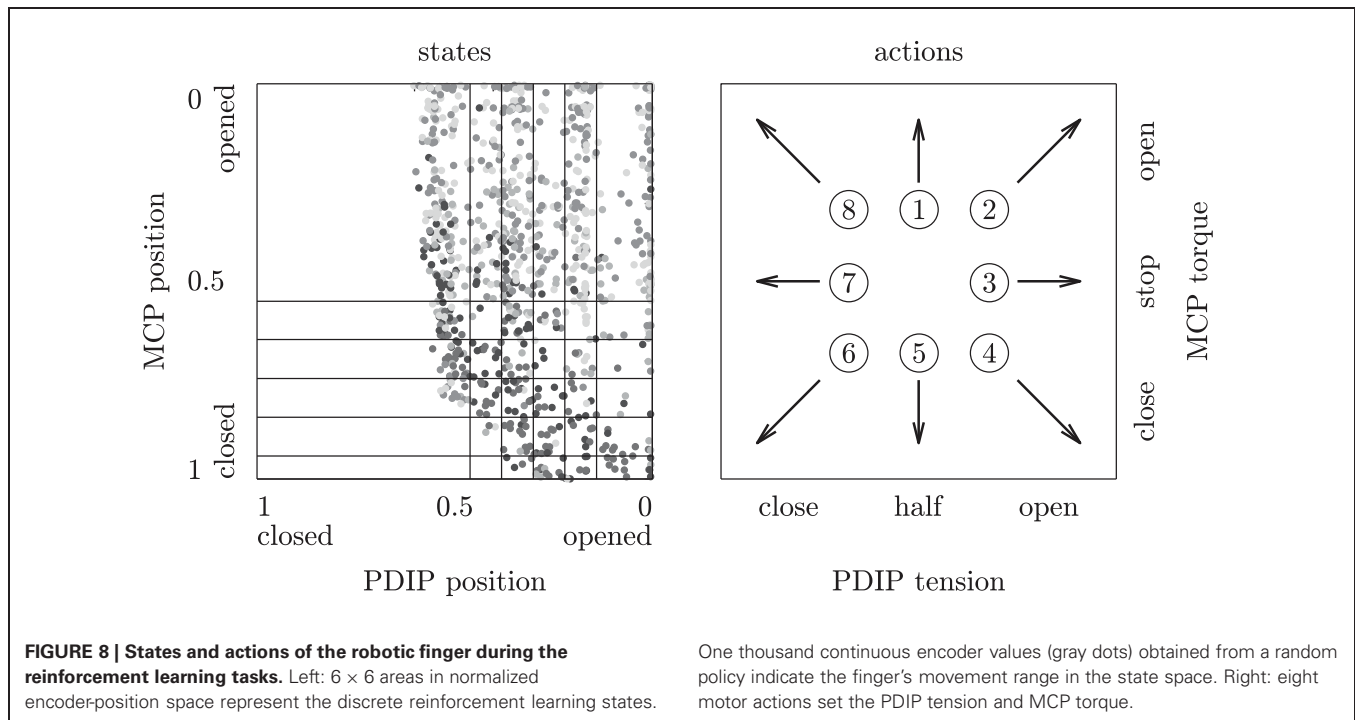 states
0
opened
0.5
MCP position
closed
1
1
0.5
0
closed
opened
PDIP position
actions
8
1
2
7
3
6
5
4
open
stop
close
MCP torque
close
half
open
PDIP tension
FIGURE 8 | States and actions of the robotic finger during the
reinforcement learning tasks. Left: 6 × 6 areas in normalized
encoder-position space represent the discrete reinforcement learning states.
One thousand continuous encoder values (gray dots) obtained from a random
policy indicate the finger's movement range in the state space. Right: eight
motor actions set the PDIP tension and MCP torque.